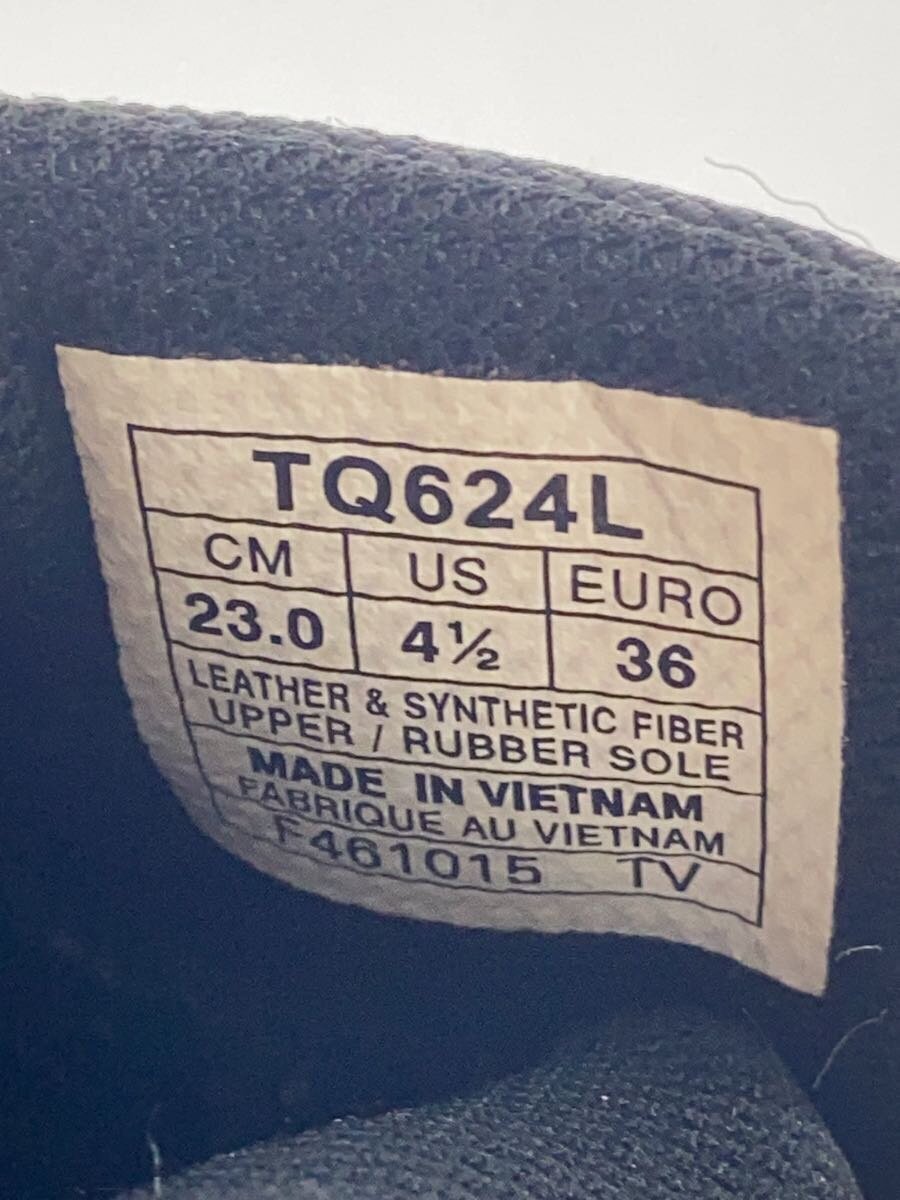 TQ624L
CM US EURO
23.0 4½ 36
LEATHER & SYNTHETIC FIBER
UPPER / RUBBER SOLE
MADE IN VIETNAM
FABRIQUE AU VIETNAM
F461015 TV